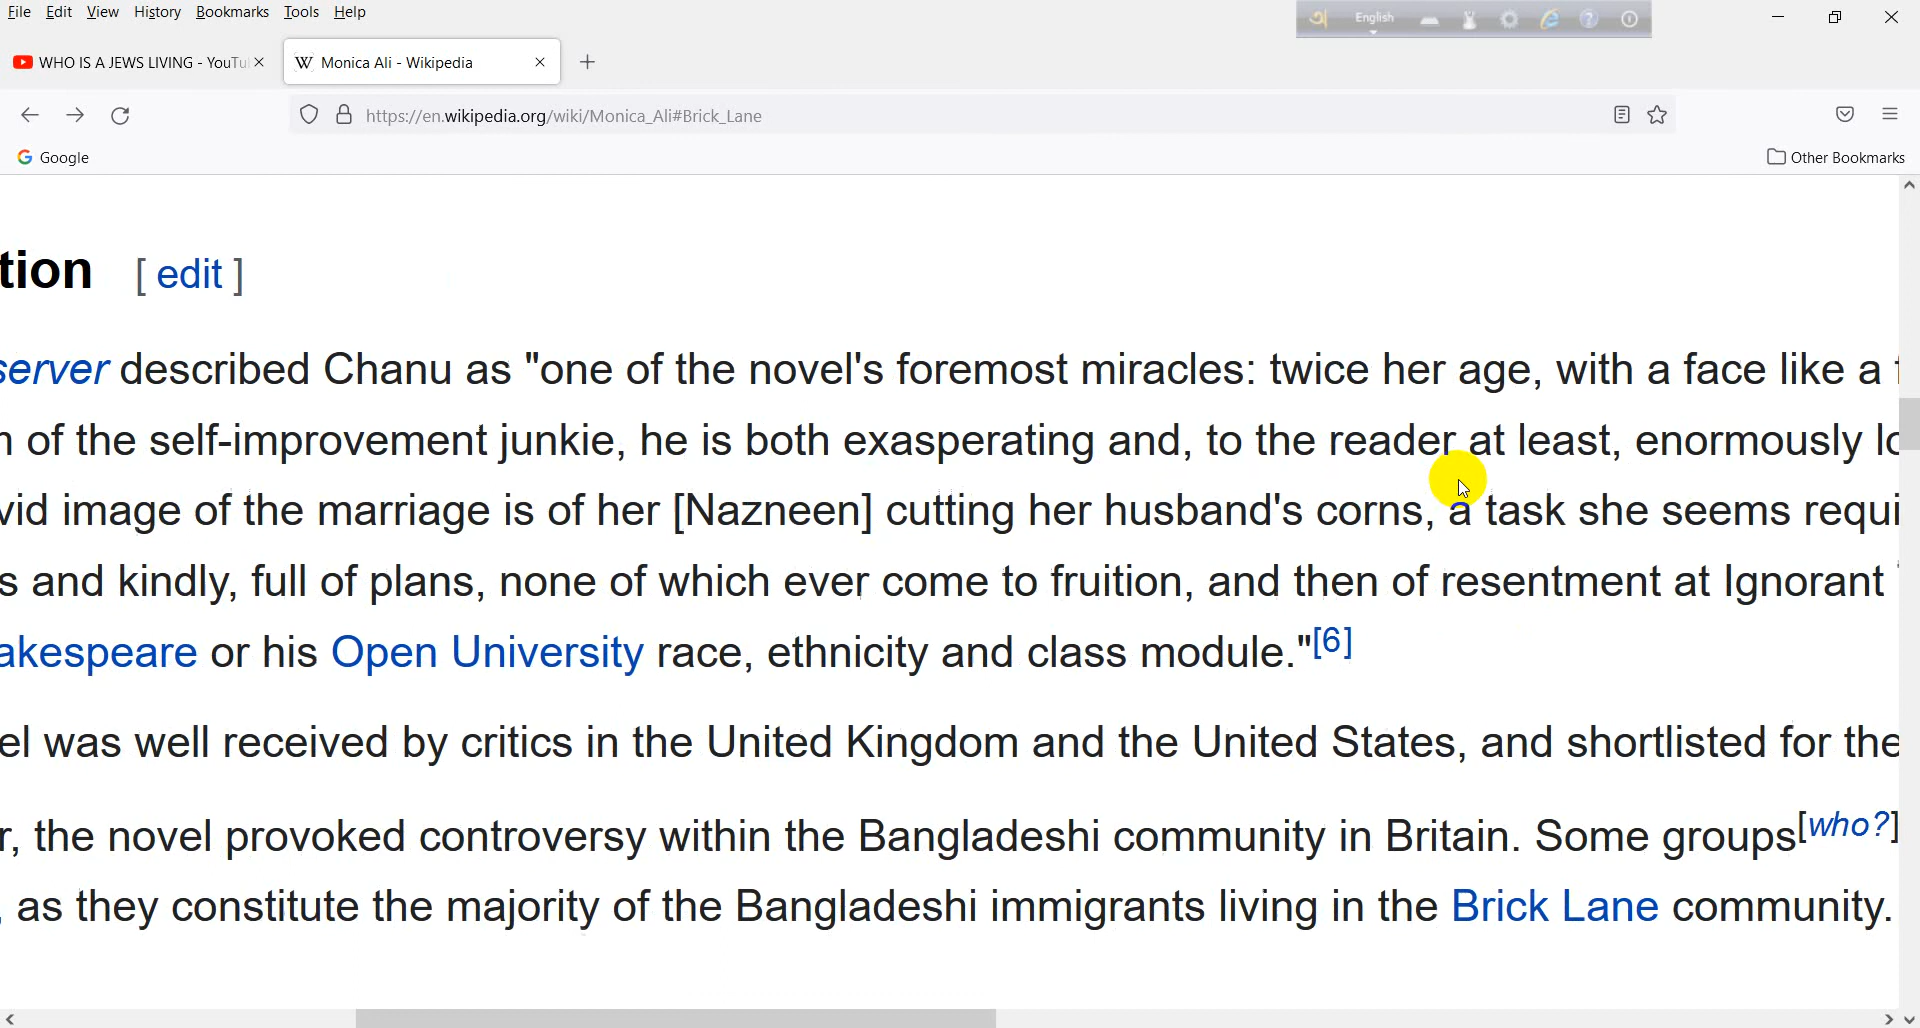 File Edit View History Bookmarks Tools Help
English
WHO IS A JEWS LIVING - YouTu
Monica Ali - Wikipedia
https://en.wikipedia.org/wiki/Monica_Ali#Brick_Lane
Google
Other Bookmarks
tion [ edit ]
server described Chanu as "one of the novel's foremost miracles: twice her age, with a face like a
of the self-improvement junkie, he is both exasperating and, to the reader at least, enormously lo
vid image of the marriage is of her [Nazneen] cutting her husband's corns, a task she seems requi
s and kindly, full of plans, none of which ever come to fruition, and then of resentment at Ignorant
akespeare or his Open University race, ethnicity and class module."[6]
el was well received by critics in the United Kingdom and the United States, and shortlisted for the
r, the novel provoked controversy within the Bangladeshi community in Britain. Some groups[who?]
, as they constitute the majority of the Bangladeshi immigrants living in the Brick Lane community.